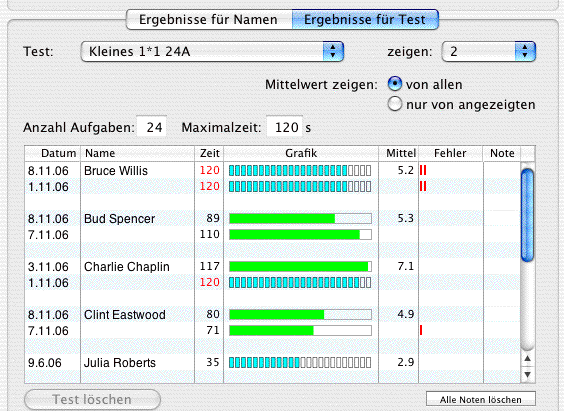 Ergebnisse für Namen Ergebnisse für Test
Test: Kleines 1*1 24A zeigen: 2
Mittelwert zeigen: von allen
nur von angezeigten
Anzahl Aufgaben: 24 Maximalzeit: 120 s
Datum Name Zeit Grafik Mittel Fehler Note
8.11.06 Bruce Willis 120 5.2
1.11.06 120
8.11.06 Bud Spencer 89 5.3
7.11.06 110
3.11.06 Charlie Chaplin 117 7.1
1.11.06 120
8.11.06 Clint Eastwood 80 4.9
7.11.06 71
9.6.06 Julia Roberts 35 2.9
Test löschen Alle Noten löschen